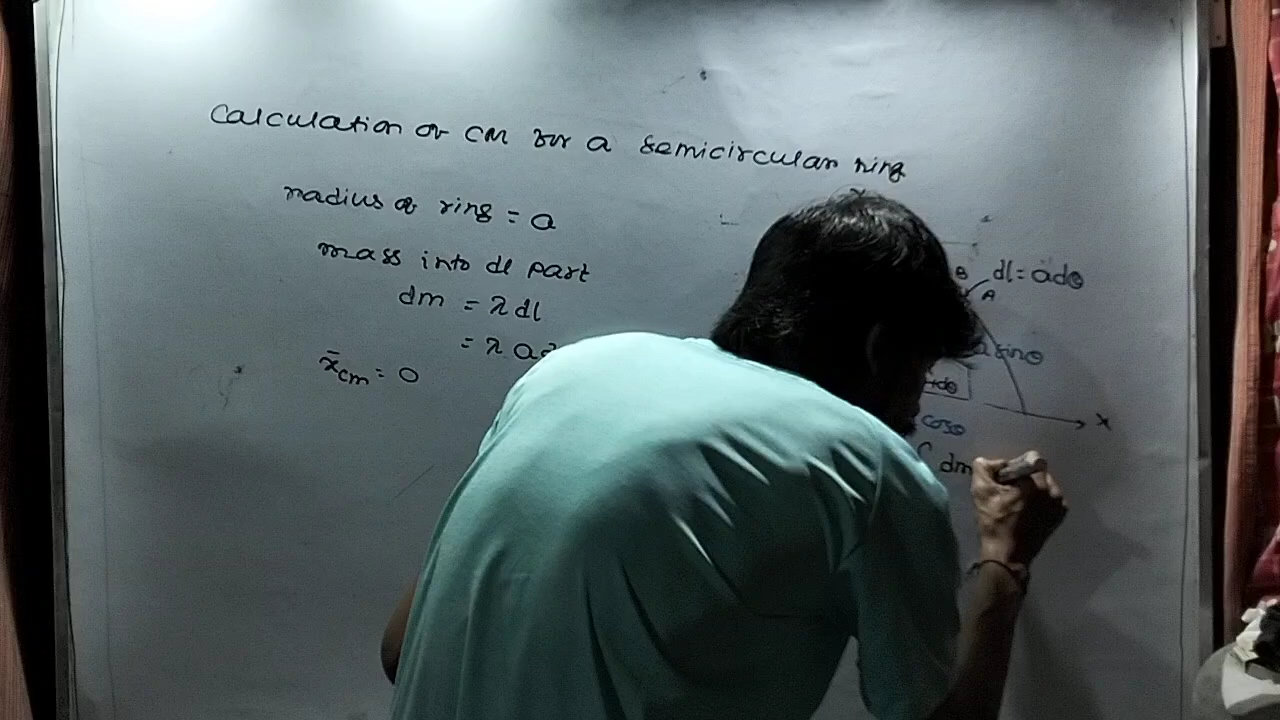 Calculation of CM for a semicircular ring
radius of ring = a
mass into dl part
dm = λ dl
= λ a
x̄cm = 0
B dl = adθ
A
a sinθ
+dθ
x
cosθ
dm